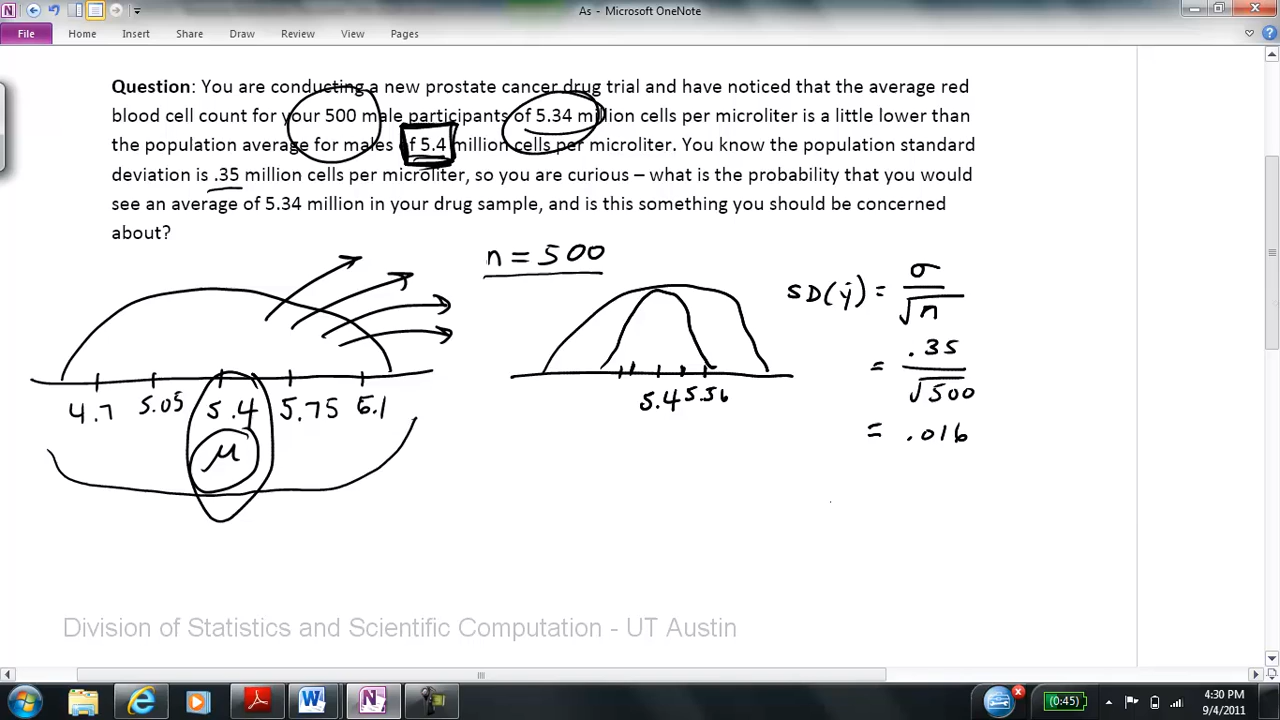 As - Microsoft OneNote
File Home Insert Share Draw Review View Pages
Question: You are conducting a new prostate cancer drug trial and have noticed that the average red
blood cell count for your 500 male participants of 5.34 million cells per microliter is a little lower than
the population average for males of 5.4 million cells per microliter. You know the population standard
deviation is .35 million cells per microliter, so you are curious – what is the probability that you would
see an average of 5.34 million in your drug sample, and is this something you should be concerned
about?
n = 500
SD(ȳ) = σ / √n
= .35 / √500
= .016
4.7 5.05 5.4 5.75 6.1
μ
5.4 5.56
Division of Statistics and Scientific Computation - UT Austin
(0:45)
4:30 PM
9/4/2011